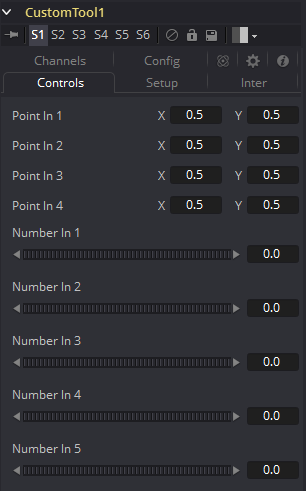 CustomTool1
S1 S2 S3 S4 S5 S6
Channels Config
Controls Setup Inter
Point In 1 X 0.5 Y 0.5
Point In 2 X 0.5 Y 0.5
Point In 3 X 0.5 Y 0.5
Point In 4 X 0.5 Y 0.5
Number In 1
0.0
Number In 2
0.0
Number In 3
0.0
Number In 4
0.0
Number In 5
0.0